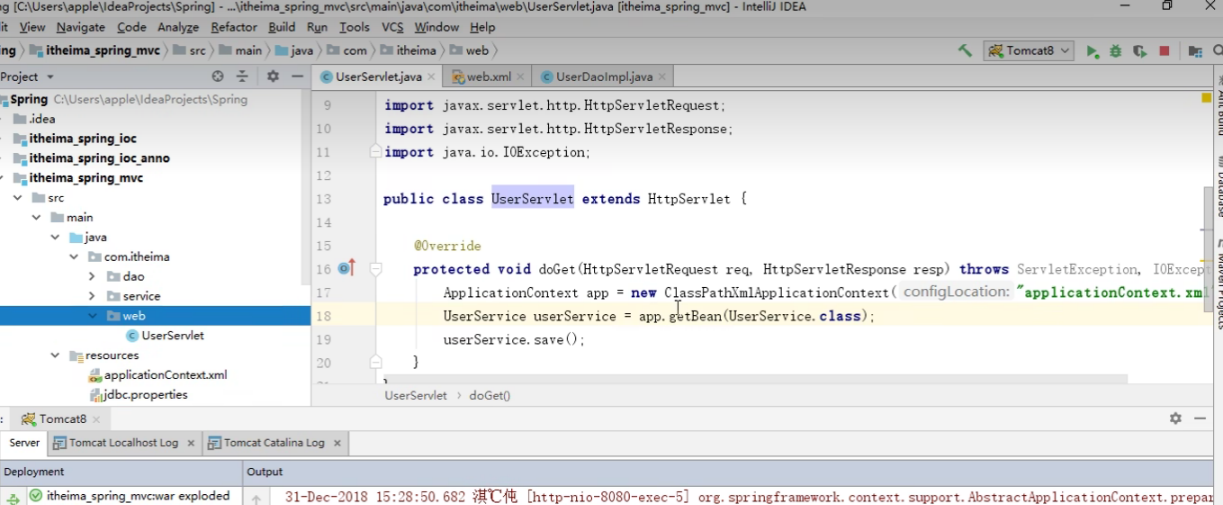 ng [C:\Users\apple\IdeaProjects\Spring] - ...\itheima_spring_mvc\src\main\java\com\itheima\web\UserServlet.java [itheima_spring_mvc] - IntelliJ IDEA
it View Navigate Code Analyze Refactor Build Run Tools VCS Window Help
ng itheima_spring_mvc src main java com itheima web
Tomcat8
Project
UserServlet.java × web.xml × UserDaoImpl.java ×
Spring C:\Users\apple\IdeaProjects\Spring
.idea
itheima_spring_ioc
itheima_spring_ioc_anno
itheima_spring_mvc
src
main
java
com.itheima
dao
service
web
UserServlet
resources
applicationContext.xml
jdbc.properties
9 import javax.servlet.http.HttpServletRequest;
10 import javax.servlet.http.HttpServletResponse;
11 import java.io.IOException;
12
13 public class UserServlet extends HttpServlet {
14
15 @Override
16 protected void doGet(HttpServletRequest req, HttpServletResponse resp) throws ServletException, IOExcept
17 ApplicationContext app = new ClassPathXmlApplicationContext( configLocation: "applicationContext.xml"
18 UserService userService = app.getBean(UserService.class);
19 userService.save();
20 }
UserServlet > doGet()
Database
Maven Projects
Tomcat8 ×
Server Tomcat Localhost Log × Tomcat Catalina Log ×
Deployment Output
itheima_spring_mvc:war exploded
31-Dec-2018 15:28:50.682 淇℃伅 [http-nio-8080-exec-5] org.springframework.context.support.AbstractApplicationContext.prepar